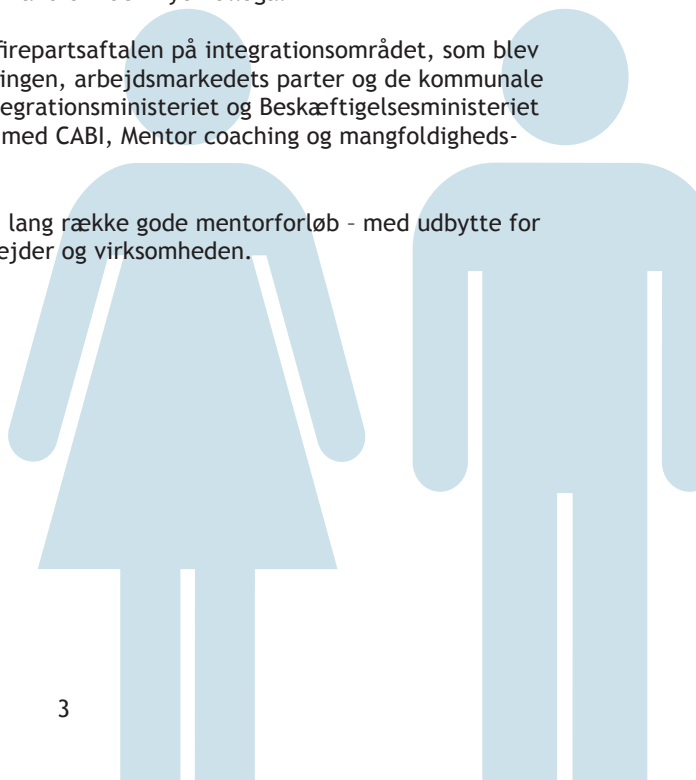 firepartsaftalen på integrationsområdet, som blev
ingen, arbejdsmarkedets parter og de kommunale
egrationsministeriet og Beskæftigelsesministeriet
med CABI, Mentor coaching og mangfoldigheds-
lang række gode mentorforløb – med udbytte for
ejder og virksomheden.
3